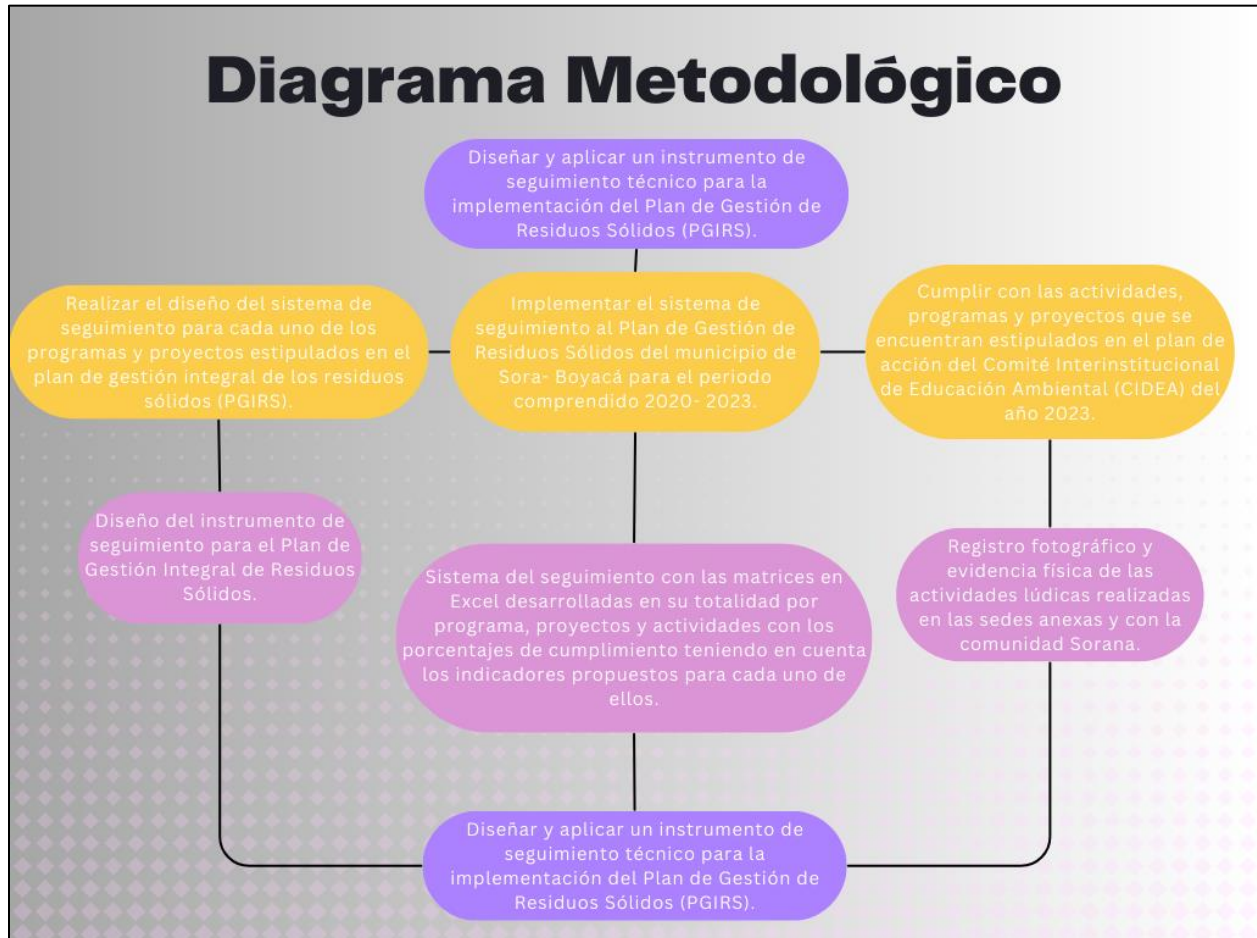 Diagrama Metodológico
Diseñar y aplicar un instrumento de
seguimiento técnico para la
implementación del Plan de Gestión de
Residuos Sólidos (PGIRS).
Realizar el diseño del sistema de
seguimiento para cada uno de los
programas y proyectos estipulados en el
plan de gestión integral de los residuos
sólidos (PGIRS).
Implementar el sistema de
seguimiento al Plan de Gestión de
Residuos Sólidos del municipio de
Sora- Boyacá para el periodo
comprendido 2020- 2023.
Cumplir con las actividades,
programas y proyectos que se
encuentran estipulados en el plan de
acción del Comité Interinstitucional
de Educación Ambiental (CIDEA) del
año 2023.
Diseño del instrumento de
seguimiento para el Plan de
Gestión Integral de Residuos
Sólidos.
Sistema del seguimiento con las matrices en
Excel desarrolladas en su totalidad por
programa, proyectos y actividades con los
porcentajes de cumplimiento teniendo en cuenta
los indicadores propuestos para cada uno de
ellos.
Registro fotográfico y
evidencia física de las
actividades lúdicas realizadas
en las sedes anexas y con la
comunidad Sorana.
Diseñar y aplicar un instrumento de
seguimiento técnico para la
implementación del Plan de Gestión de
Residuos Sólidos (PGIRS).